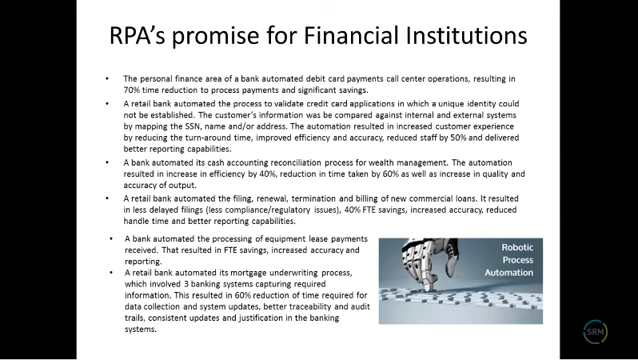 RPA's promise for Financial Institutions
• The personal finance area of a bank automated debit card payments call center operations, resulting in
70% time reduction to process payments and significant savings.
• A retail bank automated the process to validate credit card applications in which a unique identity could
not be established. The customer's information was be compared against internal and external systems
by mapping the SSN, name and/or address. The automation resulted in increased customer experience
by reducing the turn-around time, improved efficiency and accuracy, reduced staff by 50% and delivered
better reporting capabilities.
• A bank automated its cash accounting reconciliation process for wealth management. The automation
resulted in increase in efficiency by 40%, reduction in time taken by 60% as well as increase in quality and
accuracy of output.
• A retail bank automated the filing, renewal, termination and billing of new commercial loans. It resulted
in less delayed filings (less compliance/regulatory issues), 40% FTE savings, increased accuracy, reduced
handle time and better reporting capabilities.
• A bank automated the processing of equipment lease payments
received. That resulted in FTE savings, increased accuracy and
reporting.
• A retail bank automated its mortgage underwriting process,
which involved 3 banking systems capturing required
information. This resulted in 60% reduction of time required for
data collection and system updates, better traceability and audit
trails, consistent updates and justification in the banking
systems.
Robotic
Process
Automation
SRM